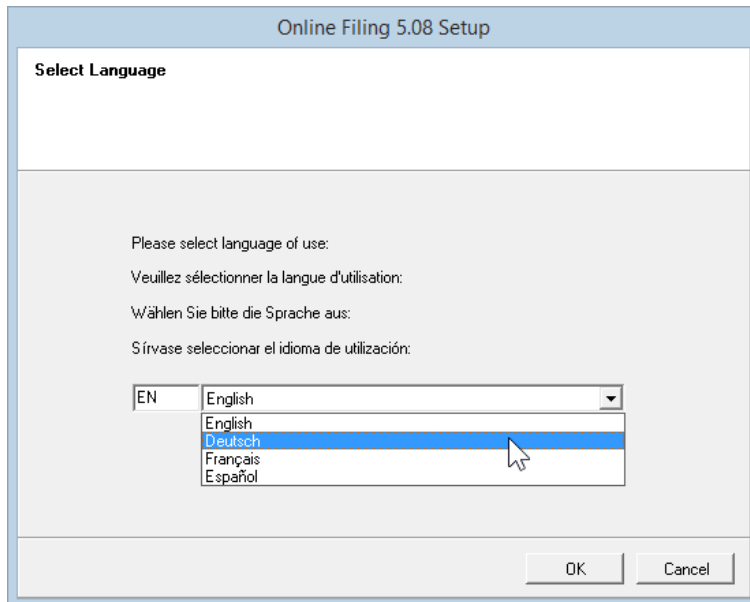 Online Filing 5.08 Setup
Select Language
Please select language of use:
Veuillez sélectionner la langue d'utilisation:
Wählen Sie bitte die Sprache aus:
Sírvase seleccionar el idioma de utilización:
EN English
English
Deutsch
Français
Español
OK Cancel